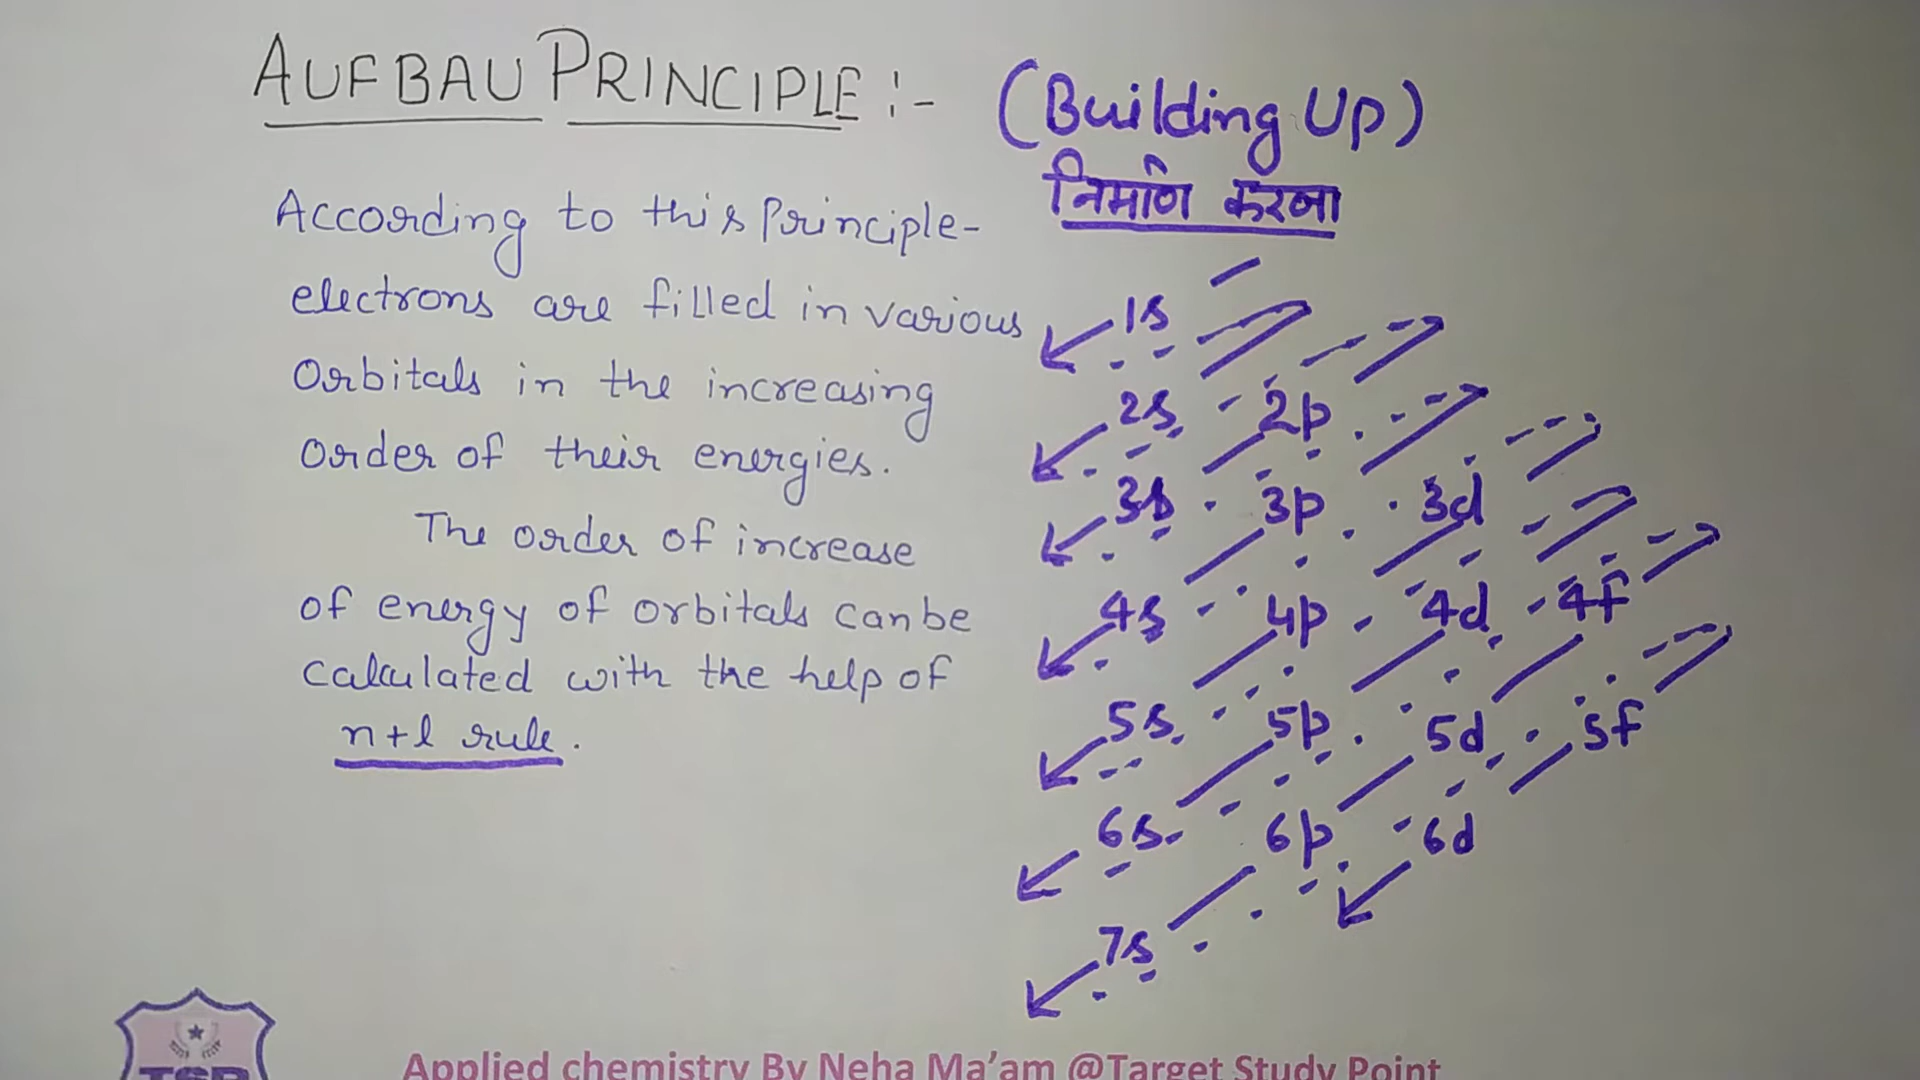 AUFBAU PRINCIPLE :- (Building Up)
निर्माण करना
According to this Principle-
electrons are filled in various
Orbitals in the increasing
Order of their energies.
The order of increase
of energy of orbitals can be
Calculated with the help of
n+l rule.
1s
2s 2p
3s 3p 3d
4s 4p 4d 4f
5s 5p 5d 5f
6s 6p 6d
7s
TSP
Applied chemistry By Neha Ma'am @Target Study Point